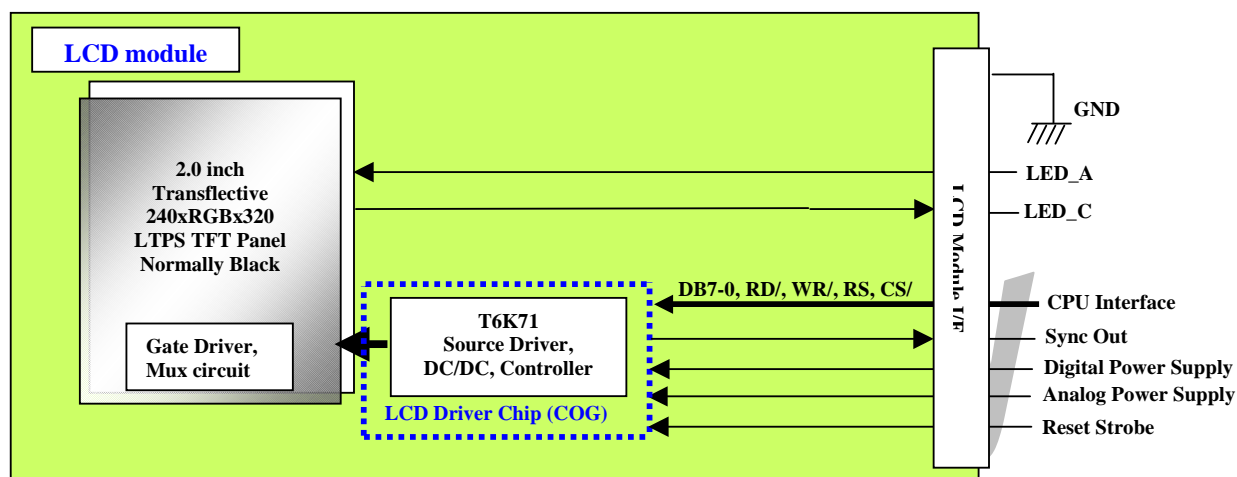 LCD module
2.0 inch
Transflective
240xRGBx320
LTPS TFT Panel
Normally Black
Gate Driver,
Mux circuit
T6K71
Source Driver,
DC/DC, Controller
LCD Driver Chip (COG)
DB7-0, RD/, WR/, RS, CS/
LCD Module I/F
GND
LED_A
LED_C
CPU Interface
Sync Out
Digital Power Supply
Analog Power Supply
Reset Strobe